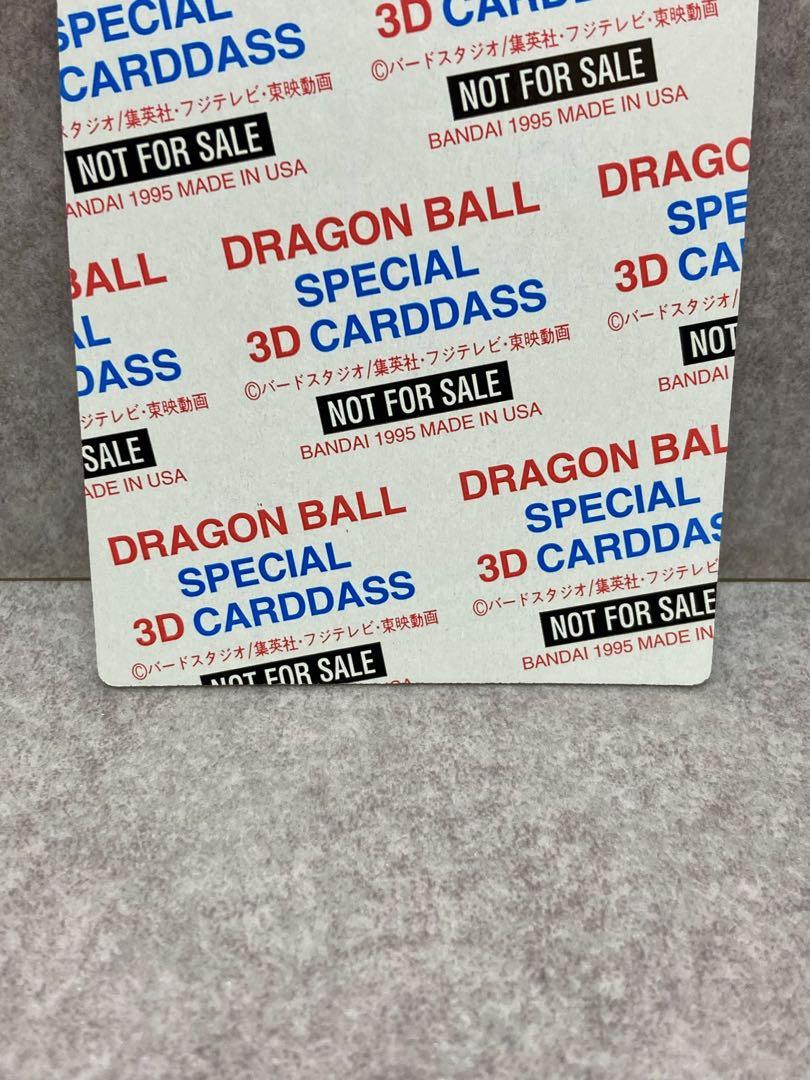 SPECIAL
CARDDASS
タジオ/集英社・フジテレビ・東映動画
NOT FOR SALE
ANDAI 1995 MADE IN USA
3D CARDD
©バードスタジオ/集英社・フジテレビ・東映動画
NOT FOR SALE
BANDAI 1995 MADE IN USA
BALL
AL
DASS
ジテレビ・東映動画
SALE
ADE IN USA
DRAGON BALL
SPECIAL
3D CARDDASS
©バードスタジオ/集英社・フジテレビ・東映動画
NOT FOR SALE
BANDAI 1995 MADE IN USA
DRAGO
SPE
3D CA
©バードスタジオ/
NOT
BANDAI
DRAGON BALL
SPECIAL
3D CARDDASS
©バードスタジオ/集英社・フジテレビ・東映動画
NOT FOR SALE
DRAGON BAL
SPECIAL
3D CARDDAS
©バードスタジオ/集英社・フジテレビ
NOT FOR SALE
BANDAI 1995 MADE IN